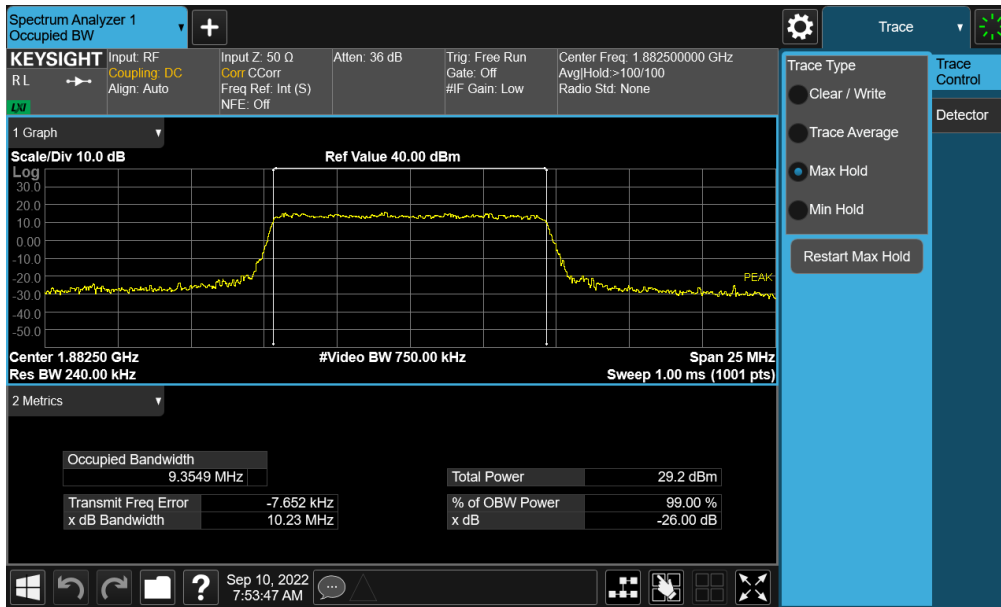 Spectrum Analyzer 1
Occupied BW
+
Trace
KEYSIGHT
R L
LXI
Input: RF
Coupling: DC
Align: Auto
Input Z: 50 Ω
Corr CCorr
Freq Ref: Int (S)
NFE: Off
Atten: 36 dB
Trig: Free Run
Gate: Off
#IF Gain: Low
Center Freq: 1.882500000 GHz
Avg|Hold:>100/100
Radio Std: None
Trace Type
Clear / Write
Trace Average
Max Hold
Min Hold
Restart Max Hold
Trace
Control
Detector
1 Graph
Scale/Div 10.0 dB
Ref Value 40.00 dBm
Log
30.0
20.0
10.0
0.00
-10.0
-20.0
-30.0
-40.0
-50.0
PEAK
Center 1.88250 GHz
#Video BW 750.00 kHz
Span 25 MHz
Res BW 240.00 kHz
Sweep 1.00 ms (1001 pts)
2 Metrics
Occupied Bandwidth
9.3549 MHz
Total Power 29.2 dBm
Transmit Freq Error -7.652 kHz
% of OBW Power 99.00 %
x dB Bandwidth 10.23 MHz
x dB -26.00 dB
?
Sep 10, 2022
7:53:47 AM